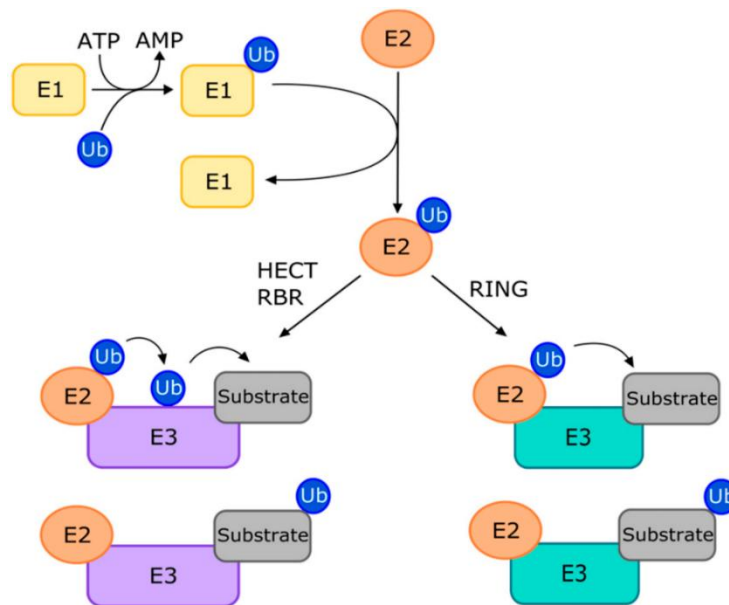 ATP AMP
E2
Ub
E1
E1
Ub
E1
Ub
E2
HECT
RBR
RING
Ub
Ub
E2
Substrate
E3
Ub
E2
Substrate
E3
Ub
E2
Substrate
E3
Ub
E2
Substrate
E3